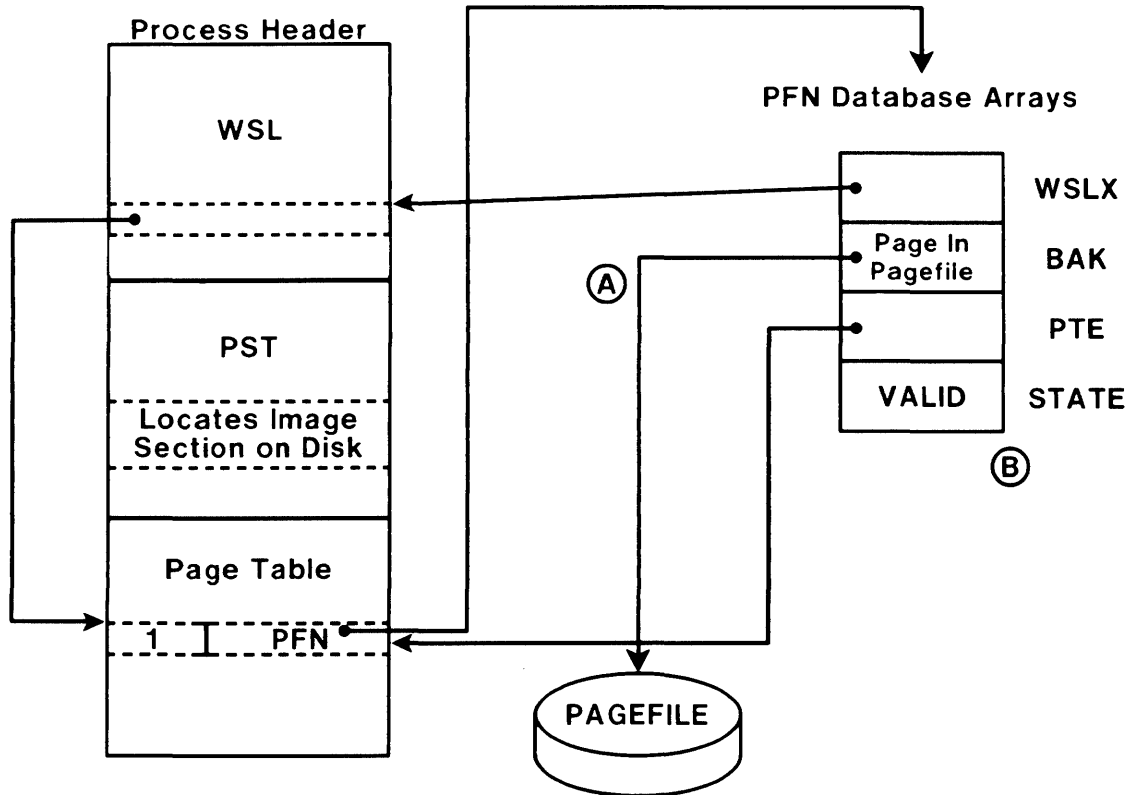 Process Header
WSL
PST
Locates Image
Section on Disk
Page Table
1 PFN
PFN Database Arrays
WSLX
Page In
Pagefile
BAK
PTE
VALID
STATE
A
B
PAGEFILE